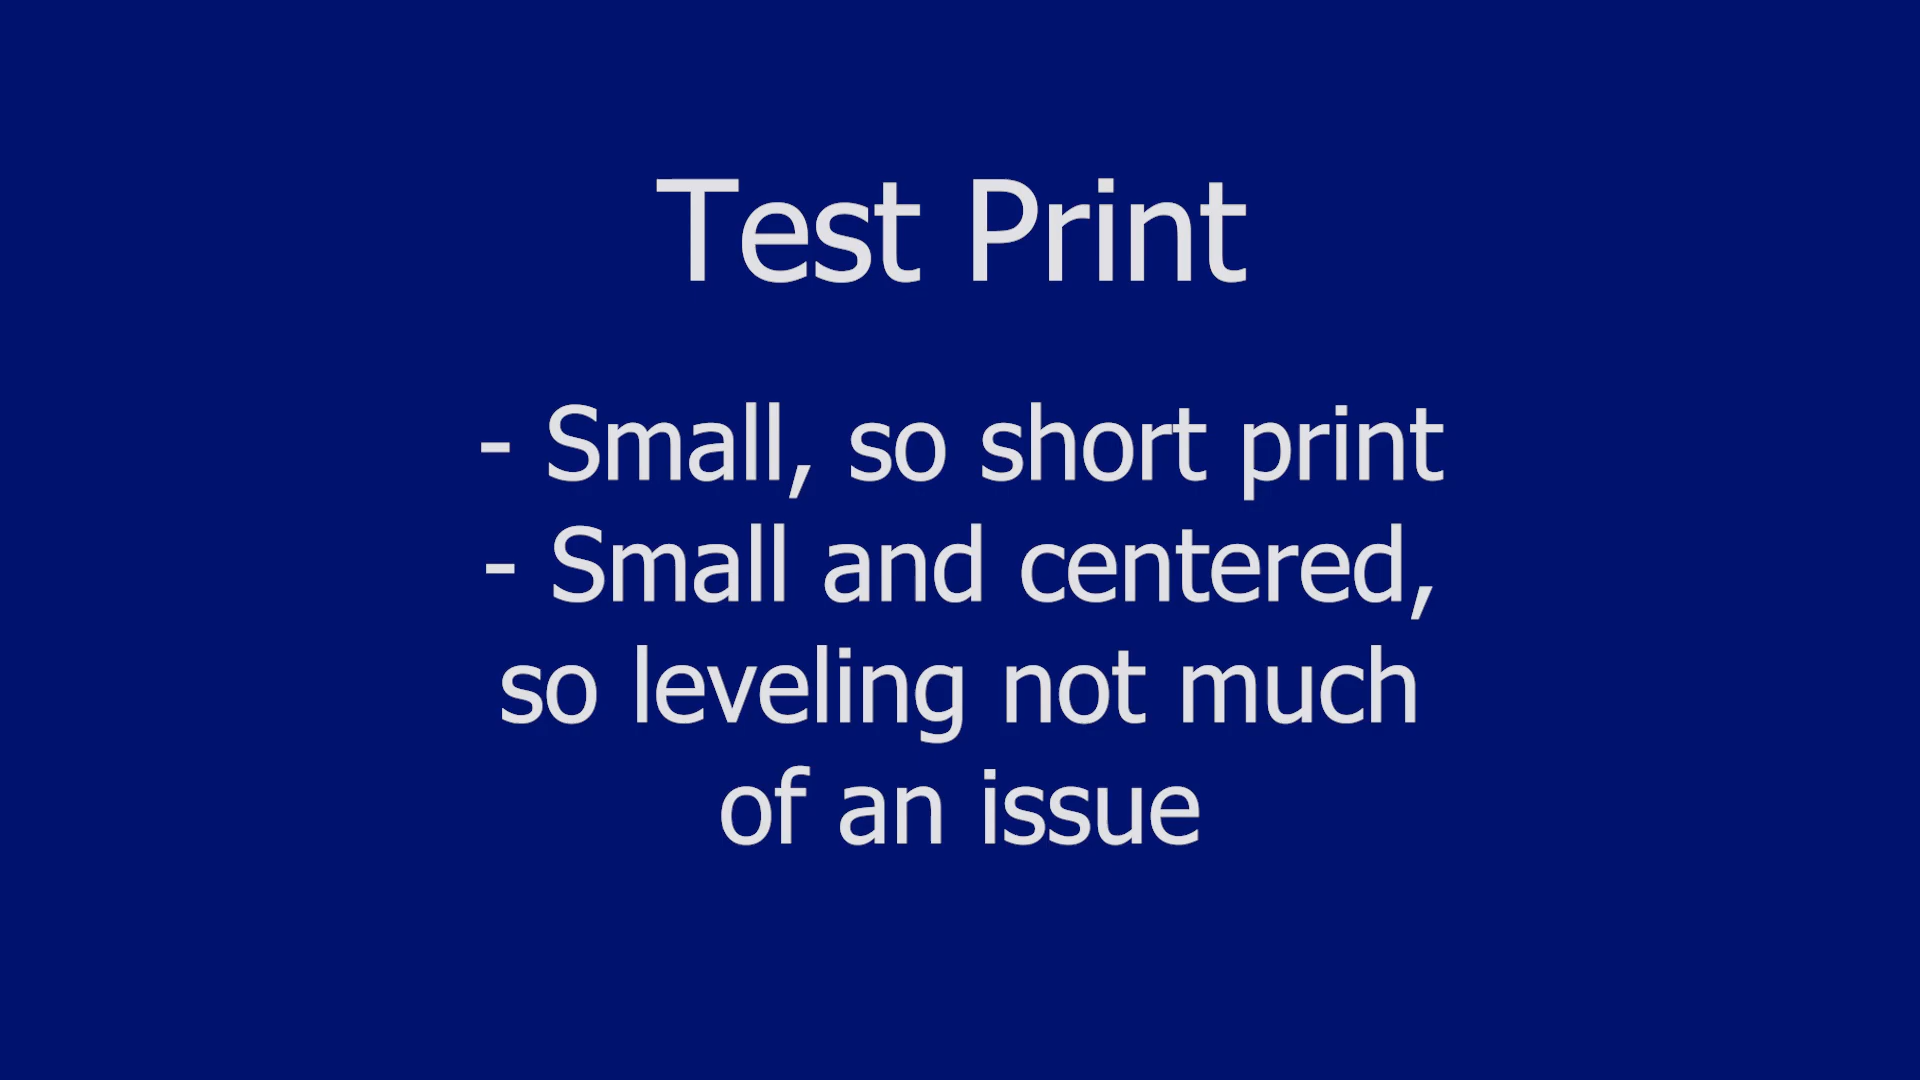 Test Print
- Small, so short print
- Small and centered,
so leveling not much
of an issue